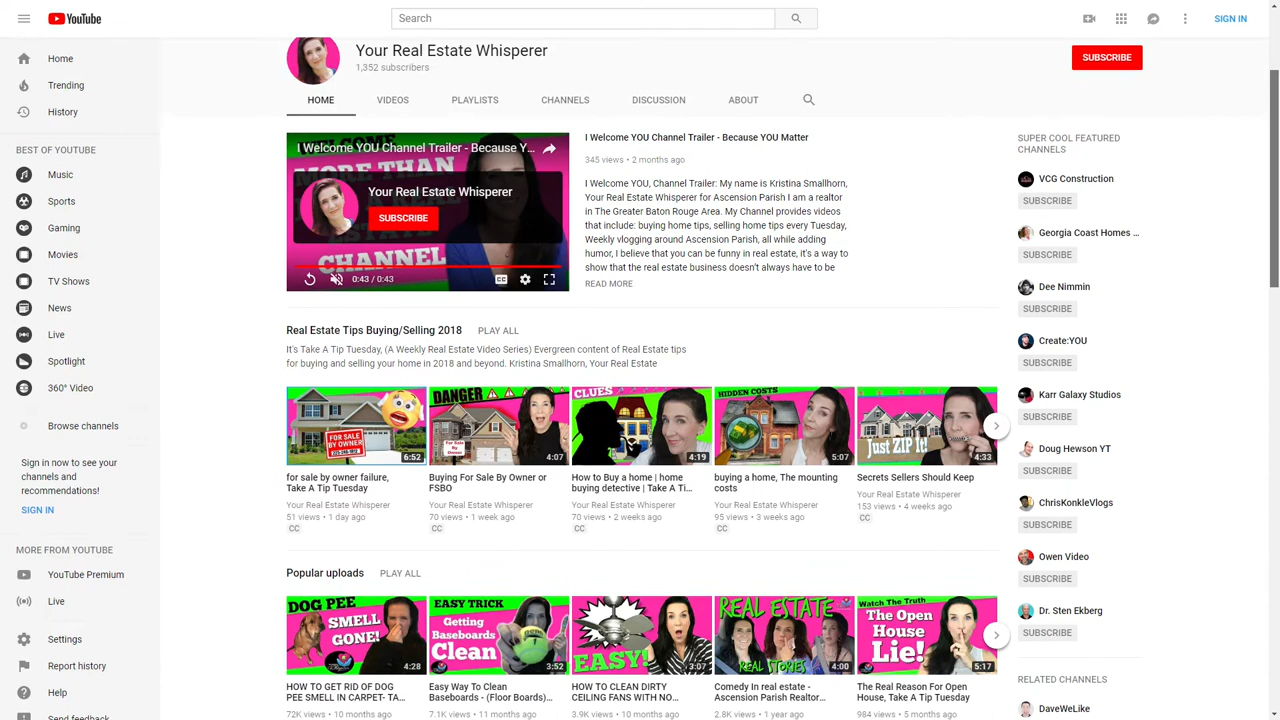 YouTube
Search
SIGN IN
Home
Trending
History
BEST OF YOUTUBE
Music
Sports
Gaming
Movies
TV Shows
News
Live
Spotlight
360° Video
Browse channels
Sign in now to see your
channels and
recommendations!
SIGN IN
MORE FROM YOUTUBE
YouTube Premium
Live
Settings
Report history
Help
Send feedback
Your Real Estate Whisperer
1,352 subscribers
SUBSCRIBE
HOME
VIDEOS
PLAYLISTS
CHANNELS
DISCUSSION
ABOUT
WELCOME
I Welcome YOU Channel Trailer - Because Y...
MORE THAN
Your Real Estate Whisperer
SUBSCRIBE
CHANNEL
0:43 / 0:43
CC
I Welcome YOU Channel Trailer - Because YOU Matter
345 views • 2 months ago
I Welcome YOU, Channel Trailer: My name is Kristina Smallhorn,
Your Real Estate Whisperer for Ascension Parish I am a realtor
in The Greater Baton Rouge Area. My Channel provides videos
that include: buying home tips, selling home tips every Tuesday,
Weekly vlogging around Ascension Parish, all while adding
humor, I believe that you can be funny in real estate, it's a way to
show that the real estate business doesn't always have to be
READ MORE
Real Estate Tips Buying/Selling 2018
PLAY ALL
It's Take A Tip Tuesday, (A Weekly Real Estate Video Series) Evergreen content of Real Estate tips
for buying and selling your home in 2018 and beyond. Kristina Smallhorn, Your Real Estate
FOR SALE
BY OWNER
6:52
for sale by owner failure,
Take A Tip Tuesday
Your Real Estate Whisperer
51 views • 1 day ago
CC
DANGER
For Sale
By Owner
4:07
Buying For Sale By Owner or
FSBO
Your Real Estate Whisperer
70 views • 1 week ago
CC
CLUES
4:19
How to Buy a home | home
buying detective | Take A Ti...
Your Real Estate Whisperer
70 views • 2 weeks ago
CC
HIDDEN COSTS
5:07
buying a home, The mounting
costs
Your Real Estate Whisperer
95 views • 3 weeks ago
CC
Just ZIP It!
4:33
Secrets Sellers Should Keep
Your Real Estate Whisperer
153 views • 4 weeks ago
CC
Popular uploads
PLAY ALL
DOG PEE
SMELL
GONE!
4:28
HOW TO GET RID OF DOG
PEE SMELL IN CARPET- TA...
72K views • 10 months ago
EASY TRICK
Getting
Baseboards
Clean
3:52
Easy Way To Clean
Baseboards - (Floor Boards)...
7.1K views • 11 months ago
EASY!
3:07
HOW TO CLEAN DIRTY
CEILING FANS WITH NO...
3.9K views • 10 months ago
REAL ESTATE
REAL STORIES
4:00
Comedy In real estate -
Ascension Parish Realtor...
2.8K views • 1 year ago
Watch The Truth
The Open
House
Lie!
5:17
The Real Reason For Open
House, Take A Tip Tuesday
984 views • 5 months ago
SUPER COOL FEATURED
CHANNELS
VCG Construction
SUBSCRIBE
Georgia Coast Homes ...
SUBSCRIBE
Dee Nimmin
SUBSCRIBE
Create:YOU
SUBSCRIBE
Karr Galaxy Studios
SUBSCRIBE
Doug Hewson YT
SUBSCRIBE
ChrisKonkleVlogs
SUBSCRIBE
Owen Video
SUBSCRIBE
Dr. Sten Ekberg
SUBSCRIBE
RELATED CHANNELS
DaveWeLike